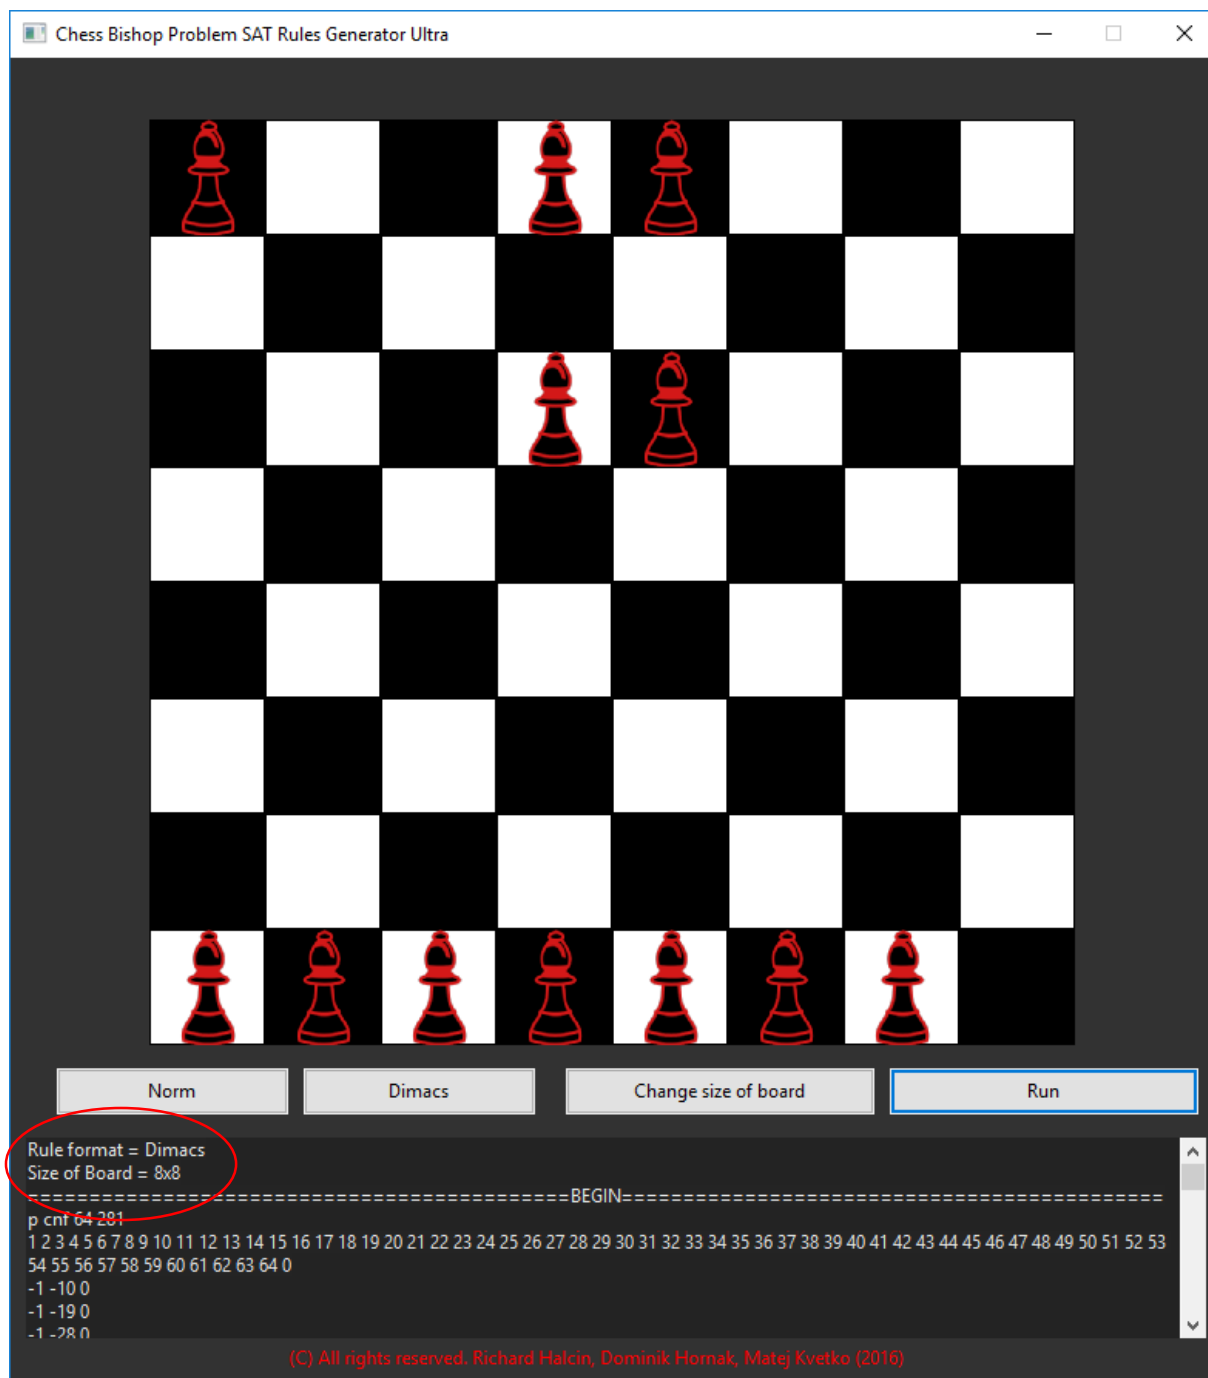 Chess Bishop Problem SAT Rules Generator Ultra
Norm
Dimacs
Change size of board
Run
Rule format = Dimacs
Size of Board = 8x8
============================================BEGIN============================================
p cnf 64 281
1 2 3 4 5 6 7 8 9 10 11 12 13 14 15 16 17 18 19 20 21 22 23 24 25 26 27 28 29 30 31 32 33 34 35 36 37 38 39 40 41 42 43 44 45 46 47 48 49 50 51 52 53
54 55 56 57 58 59 60 61 62 63 64 0
-1 -10 0
-1 -19 0
-1 -28 0
(C) All rights reserved. Richard Halcin, Dominik Hornak, Matej Kvetko (2016)